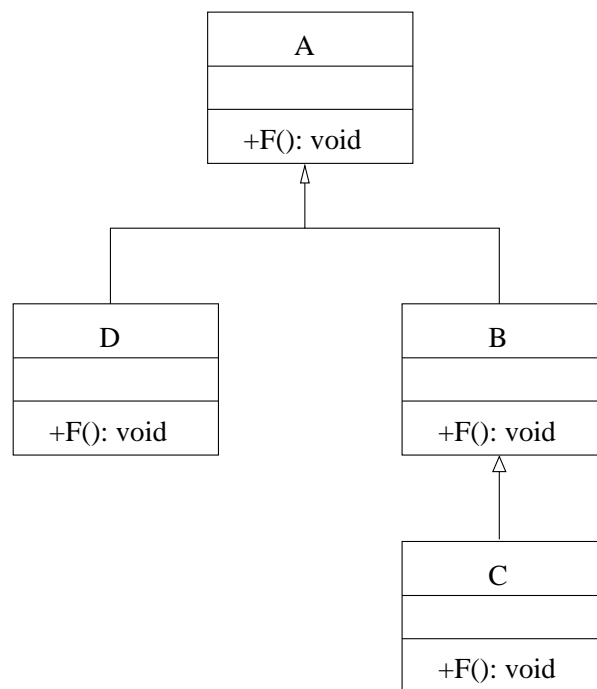 A
+F(): void
D
+F(): void
B
+F(): void
C
+F(): void